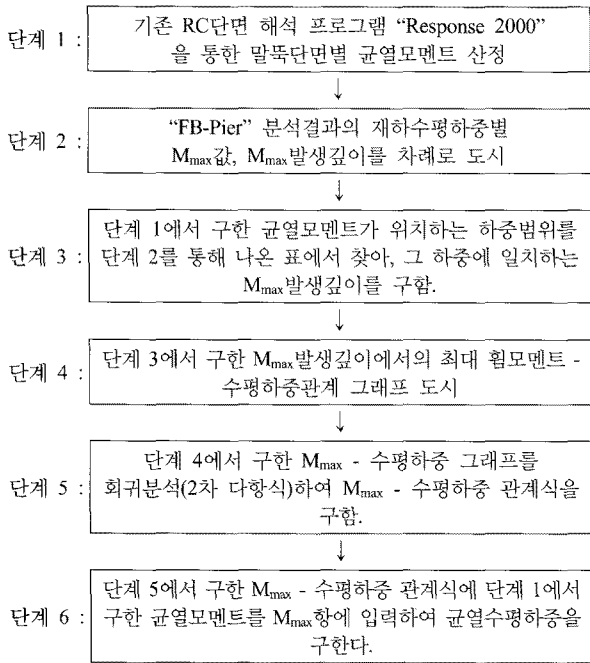 단계 1 :
기존 RC단면 해석 프로그램 “Response 2000”
을 통한 말뚝단면별 균열모멘트 산정
↓
단계 2 :
“FB-Pier” 분석결과의 재하수평하중별
Mmax값, Mmax발생깊이를 차례로 도시
↓
단계 3 :
단계 1에서 구한 균열모멘트가 위치하는 하중범위를
단계 2를 통해 나온 표에서 찾아, 그 하중에 일치하는
Mmax발생깊이를 구함.
↓
단계 4 :
단계 3에서 구한 Mmax발생깊이에서의 최대 휨모멘트 -
수평하중관계 그래프 도시
↓
단계 5 :
단계 4에서 구한 Mmax - 수평하중 그래프를
회귀분석(2차 다항식)하여 Mmax - 수평하중 관계식을
구함.
↓
단계 6 :
단계 5에서 구한 Mmax - 수평하중 관계식에 단계 1에서
구한 균열모멘트를 Mmax항에 입력하여 균열수평하중을
구한다.